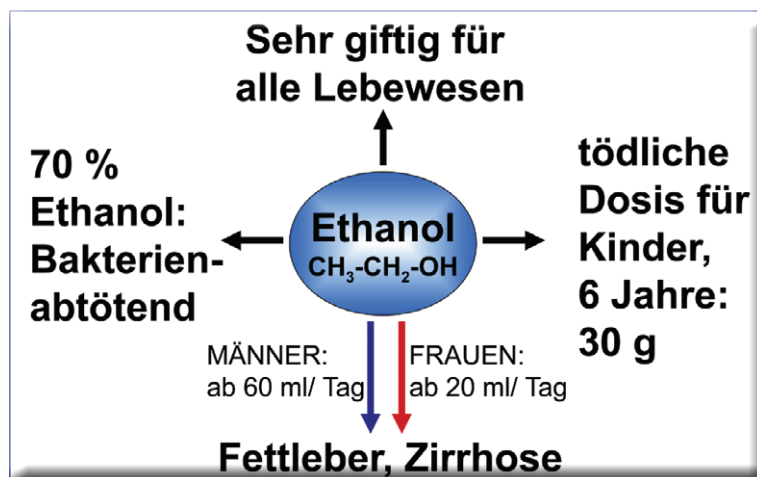 Sehr giftig für
alle Lebewesen
70 %
Ethanol:
Bakterien-
abtötend
Ethanol
CH₃-CH₂-OH
tödliche
Dosis für
Kinder,
6 Jahre:
30 g
MÄNNER:
ab 60 ml/ Tag
FRAUEN:
ab 20 ml/ Tag
Fettleber, Zirrhose